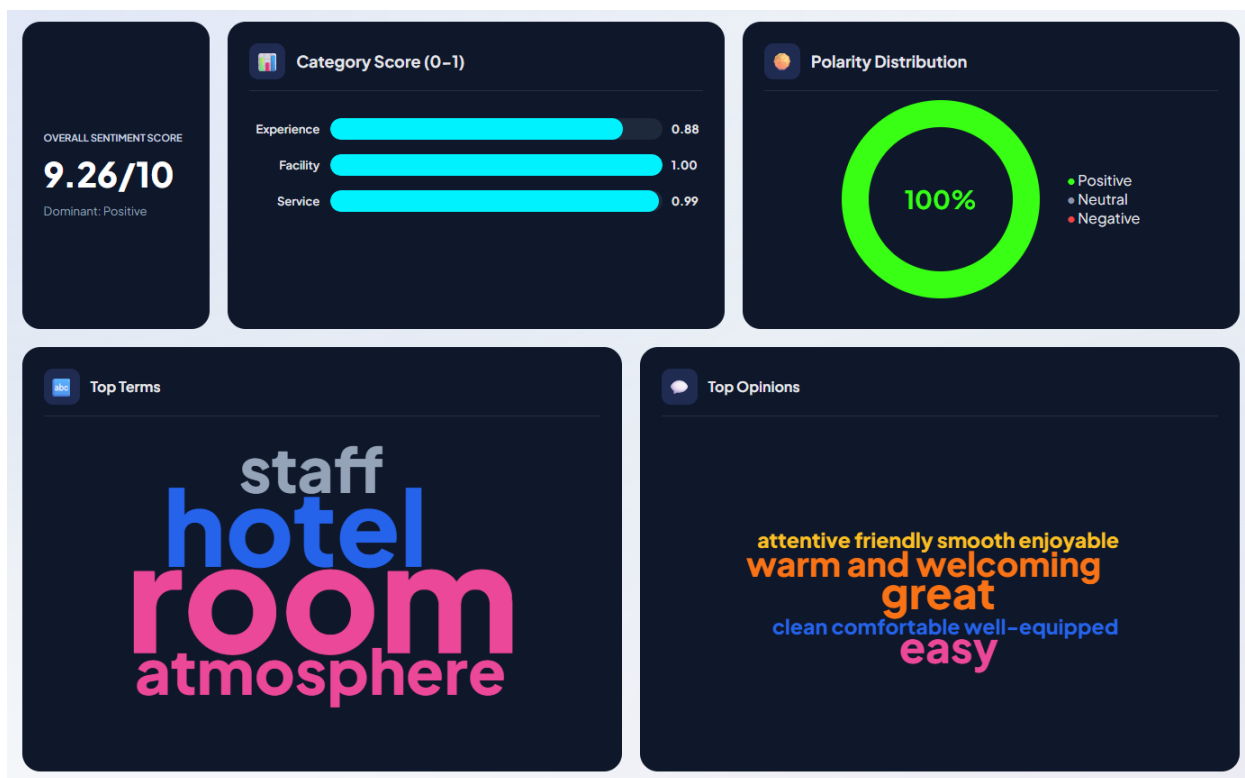 OVERALL SENTIMENT SCORE
9.26/10
Dominant: Positive
Category Score (0-1)
Experience 0.88
Facility 1.00
Service 0.99
Polarity Distribution
100%
Positive
Neutral
Negative
abc
Top Terms
staff
hotel
room
atmosphere
Top Opinions
attentive friendly smooth enjoyable
warm and welcoming
great
clean comfortable well-equipped
easy